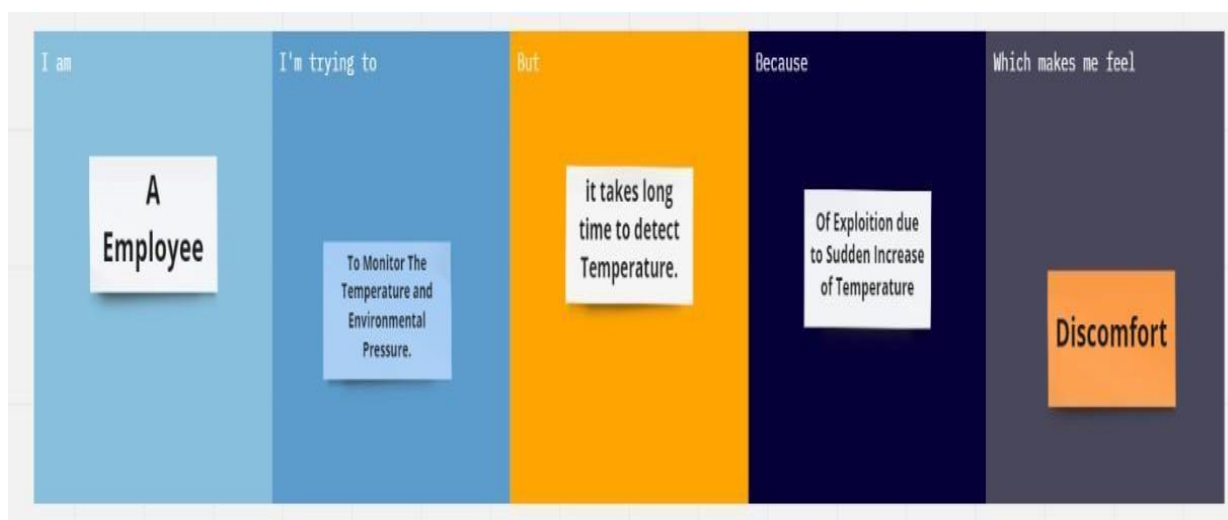 I am
A
Employee
I'm trying to
To Monitor The
Temperature and
Environmental
Pressure.
But
it takes long
time to detect
Temperature.
Because
Of Exploition due
to Sudden Increase
of Temperature
Which makes me feel
Discomfort